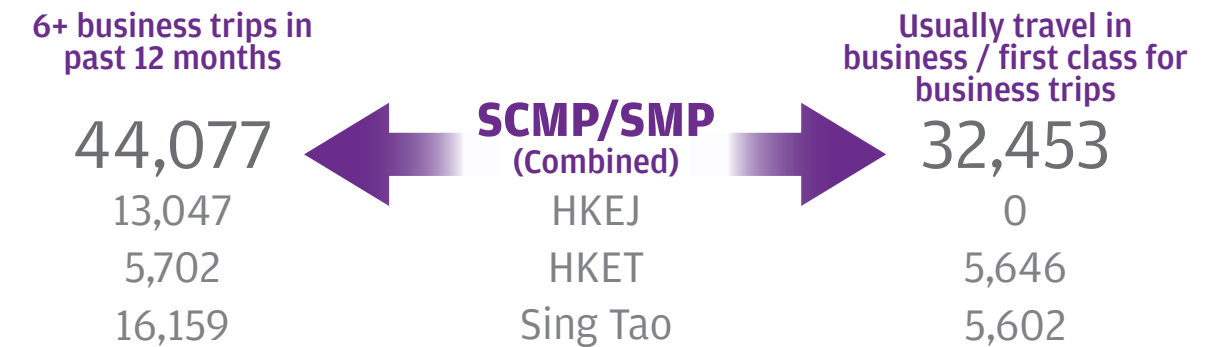 6+ business trips in
past 12 months
Usually travel in
business / first class for
business trips
44,077
SCMP/SMP
(Combined)
32,453
13,047
HKEJ
0
5,702
HKET
5,646
16,159
Sing Tao
5,602